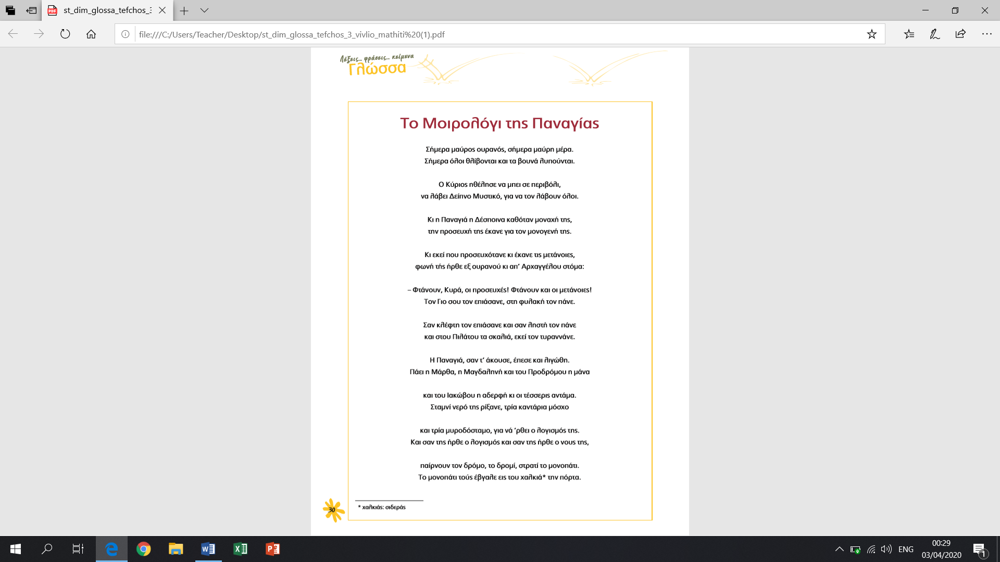 st_dim_glossa_tefchos_3
file:///C:/Users/Teacher/Desktop/st_dim_glossa_tefchos_3_vivlio_mathiti%20(1).pdf
Λέξεις... φράσεις... κείμενα
Γλώσσα
Το Μοιρολόγι της Παναγίας
Σήμερα μαύρος ουρανός, σήμερα μαύρη μέρα.
Σήμερα όλοι θλίβονται και τα βουνά λυπούνται.
Ο Κύριος ηθέλησε να μπει σε περιβόλι,
να λάβει Δείπνο Μυστικό, για να τον λάβουν όλοι.
Κι η Παναγιά η Δέσποινα καθόταν μοναχή της,
την προσευχή της έκανε για τον μονογενή της.
Κι εκεί που προσευχότανε κι έκανε τις μετάνοιες,
φωνή τής ήρθε εξ ουρανού κι απ’ Αρχαγγέλου στόμα:
– Φτάνουν, Κυρά, οι προσευχές! Φτάνουν και οι μετάνοιες!
Τον Γιο σου τον επιάσανε, στη φυλακή τον πάνε.
Σαν κλέφτη τον επιάσανε και σαν ληστή τον πάνε
και στου Πιλάτου τα σκαλιά, εκεί τον τυραννάνε.
Η Παναγιά, σαν τ’ άκουσε, έπεσε και λιγώθη.
Πάει η Μάρθα, η Μαγδαληνή και του Προδρόμου η μάνα
και του Ιακώβου η αδερφή κι οι τέσσερις αντάμα.
Σταμνί νερό της ρίξανε, τρία καντάρια μόσχο
και τρία μυροδόσταμο, για νά ’ρθει ο λογισμός της.
Και σαν της ήρθε ο λογισμός και σαν της ήρθε ο νους της,
παίρνουν τον δρόμο, το δρομί, στρατί το μονοπάτι.
Το μονοπάτι τούς έβγαλε εις του χαλκιά* την πόρτα.
* χαλκιάς: σιδεράς
30
ENG
00:29
03/04/2020
1